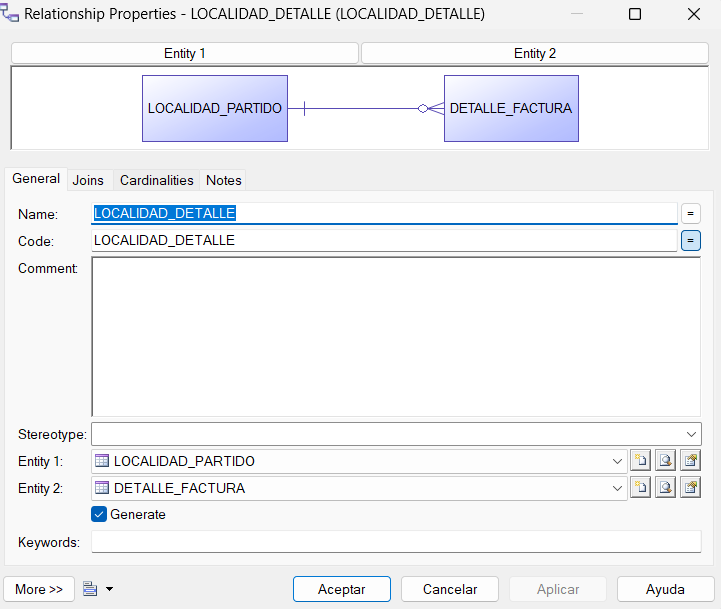 Relationship Properties - LOCALIDAD_DETALLE (LOCALIDAD_DETALLE)
Entity 1 Entity 2
LOCALIDAD_PARTIDO DETALLE_FACTURA
General Joins Cardinalities Notes
Name: LOCALIDAD_DETALLE =
Code: LOCALIDAD_DETALLE =
Comment:
Stereotype:
Entity 1: LOCALIDAD_PARTIDO
Entity 2: DETALLE_FACTURA
Generate
Keywords:
More >> Aceptar Cancelar Aplicar Ayuda